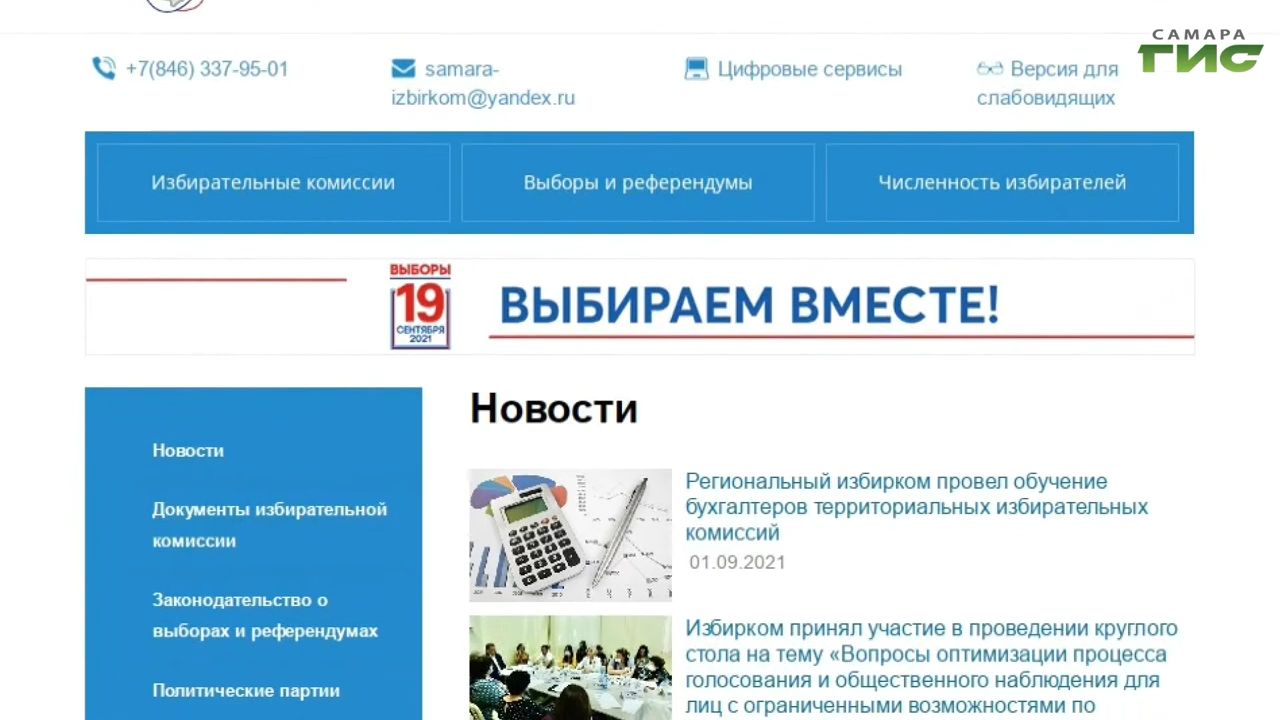 САМАРА
ГИС
+7(846) 337-95-01
samara-
izbirkom@yandex.ru
Цифровые сервисы
Версия для
слабовидящих
Избирательные комиссии
Выборы и референдумы
Численность избирателей
ВЫБОРЫ
19
СЕНТЯБРЯ
2021
ВЫБИРАЕМ ВМЕСТЕ!
Новости
Документы избирательной
комиссии
Законодательство о
выборах и референдумах
Политические партии
Новости
Региональный избирком провел обучение
бухгалтеров территориальных избирательных
комиссий
01.09.2021
Избирком принял участие в проведении круглого
стола на тему «Вопросы оптимизации процесса
голосования и общественного наблюдения для
лиц с ограниченными возможностями по